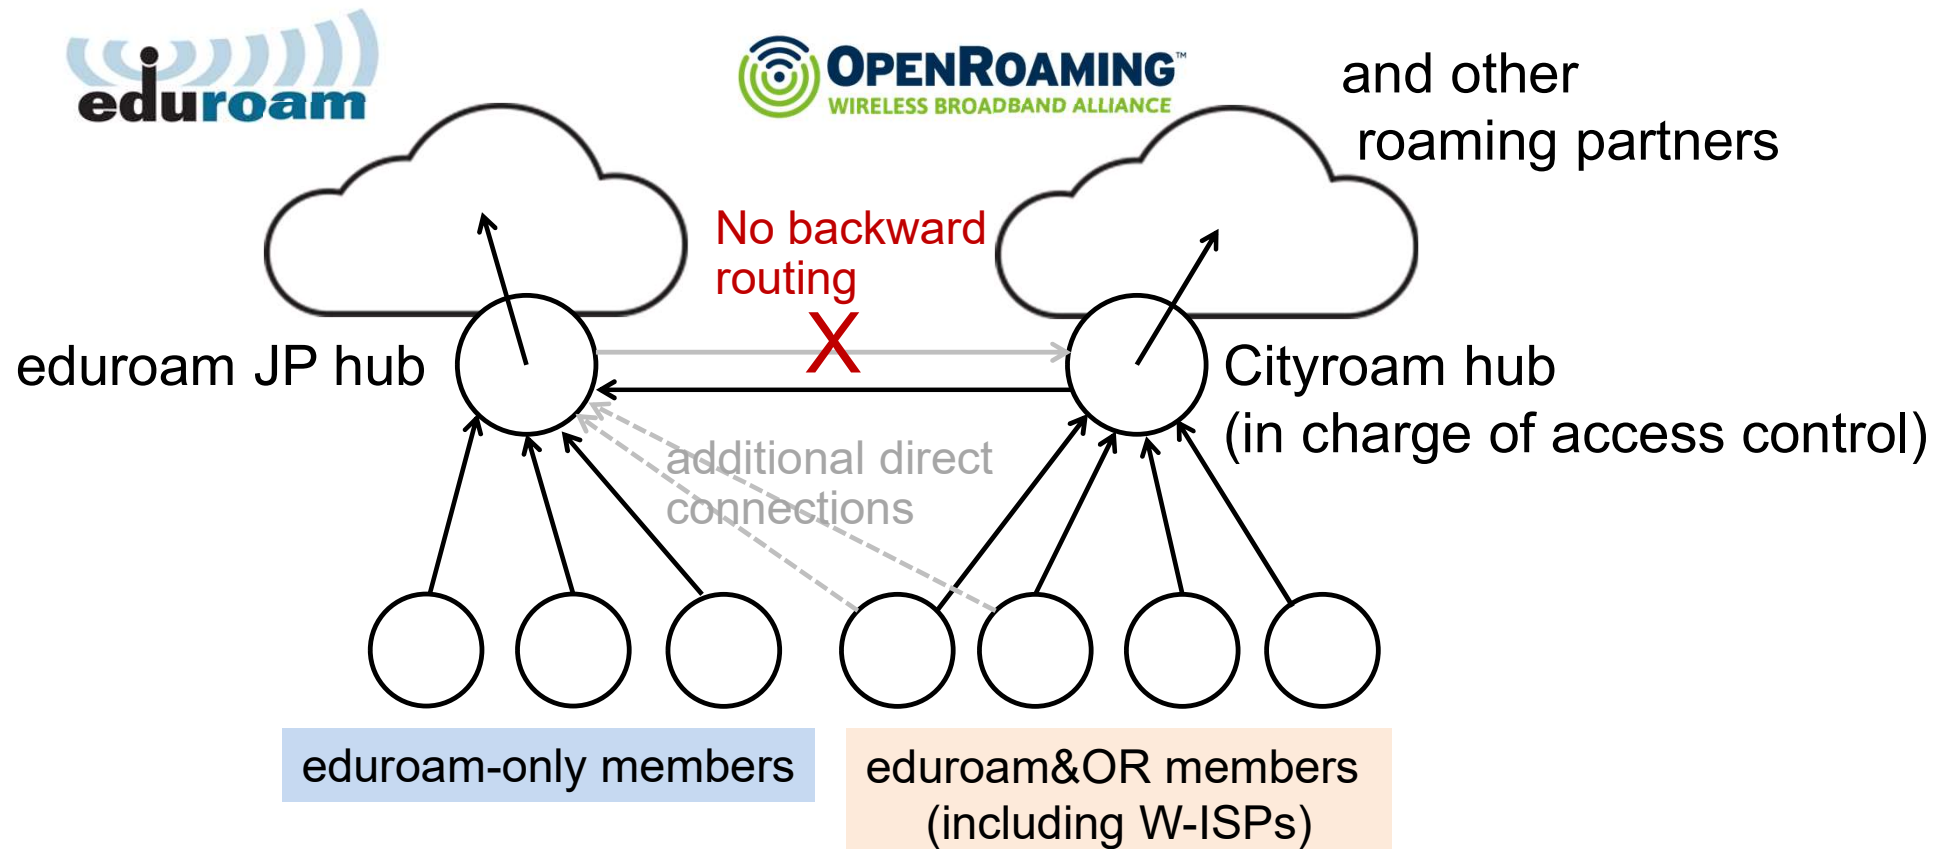 eduroam
OPENROAMING™
WIRELESS BROADBAND ALLIANCE
and other
roaming partners
No backward
routing
X
eduroam JP hub
Cityroam hub
(in charge of access control)
additional direct
connections
eduroam-only members
eduroam&OR members
(including W-ISPs)